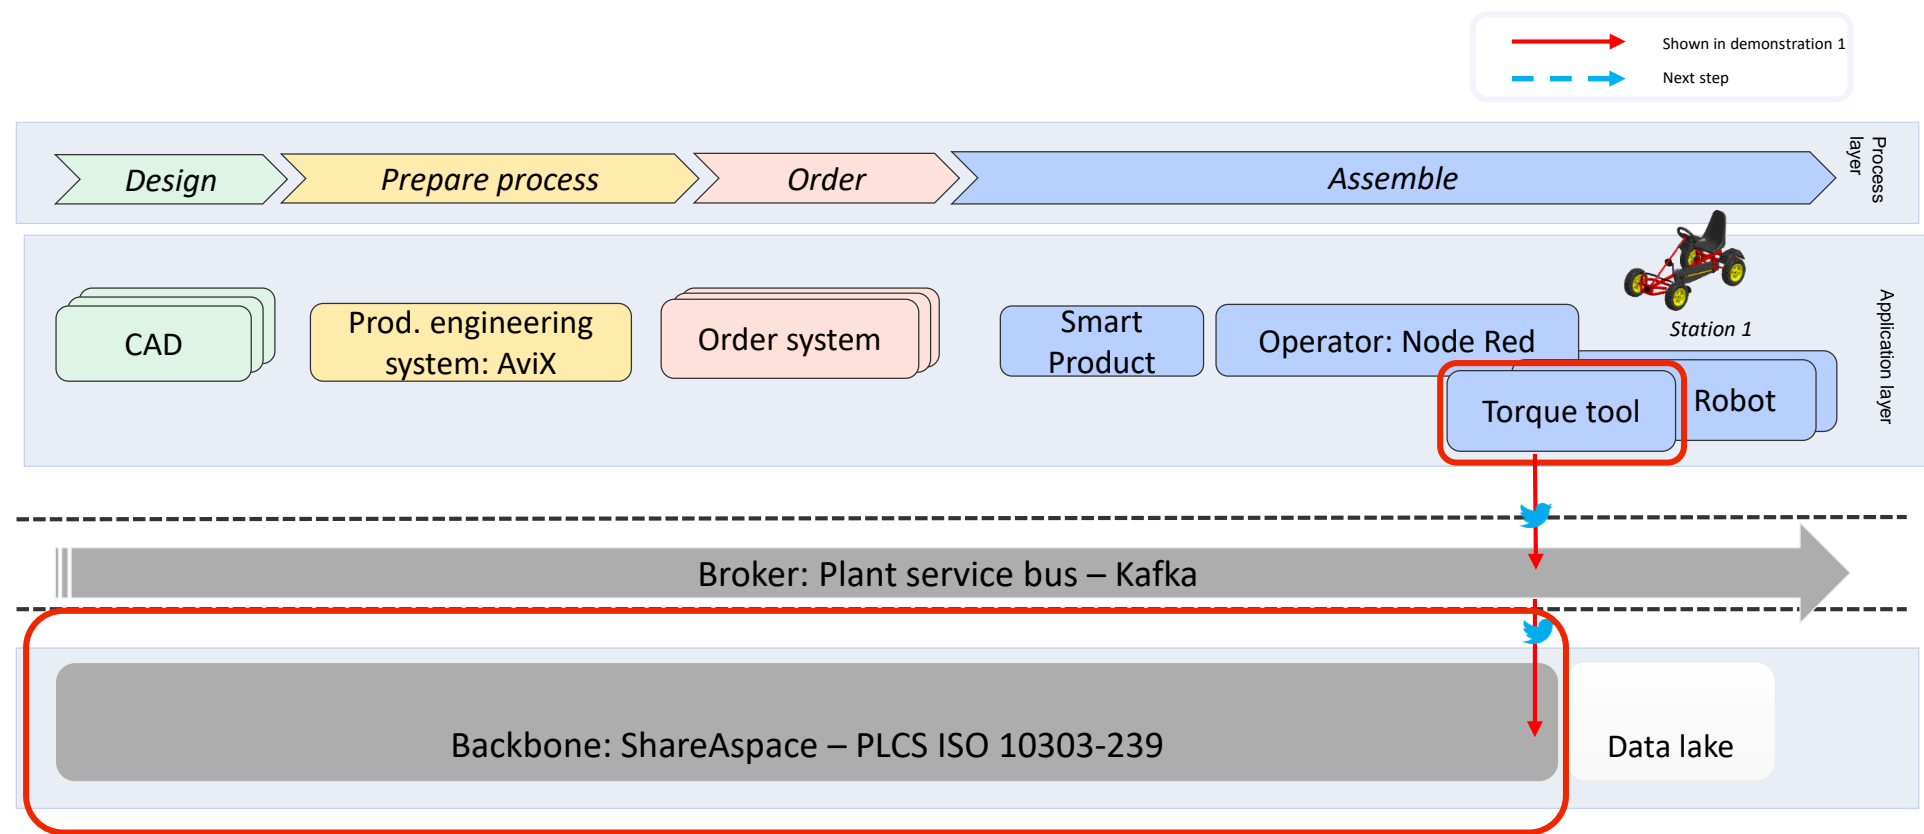 Shown in demonstration 1
Next step
Design
Prepare process
Order
Assemble
Process
layer
CAD
Prod. engineering
system: AviX
Order system
Smart
Product
Operator: Node Red
Station 1
Torque tool
Robot
Application layer
Broker: Plant service bus – Kafka
Backbone: ShareAspace – PLCS ISO 10303-239
Data lake